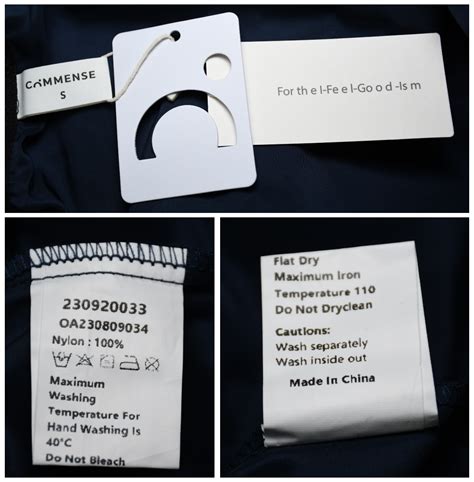 COMMENSE
S
For the I-Feel-Good-Ism
230920033
OA230809034
Nylon : 100%
Maximum
Washing
Temperature For
Hand Washing Is
40°C
Do Not Bleach
Flat Dry
Maximum Iron
Temperature 110
Do Not Dryclean
Cautions:
Wash separately
Wash inside out
Made In China